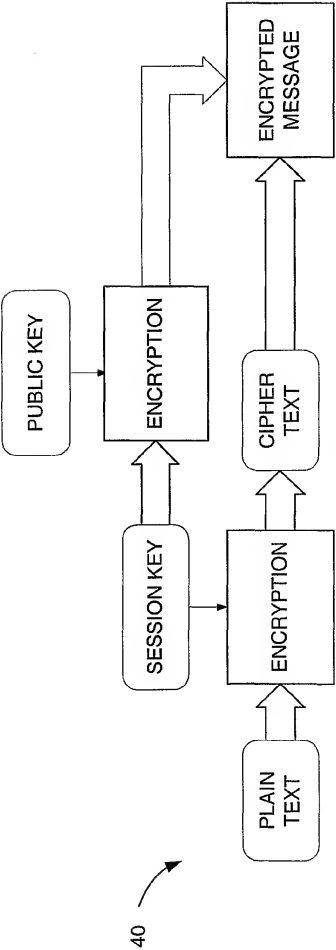 40
PLAIN
TEXT
SESSION KEY
ENCRYPTION
PUBLIC KEY
ENCRYPTION
CIPHER
TEXT
ENCRYPTED
MESSAGE